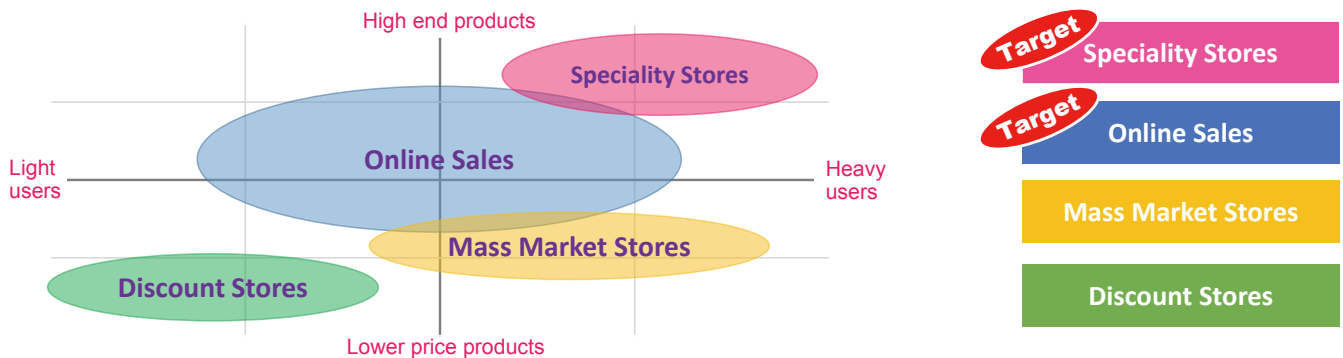 High end products
Speciality Stores
Online Sales
Light
users
Heavy
users
Mass Market Stores
Discount Stores
Lower price products
Target
Speciality Stores
Target
Online Sales
Mass Market Stores
Discount Stores